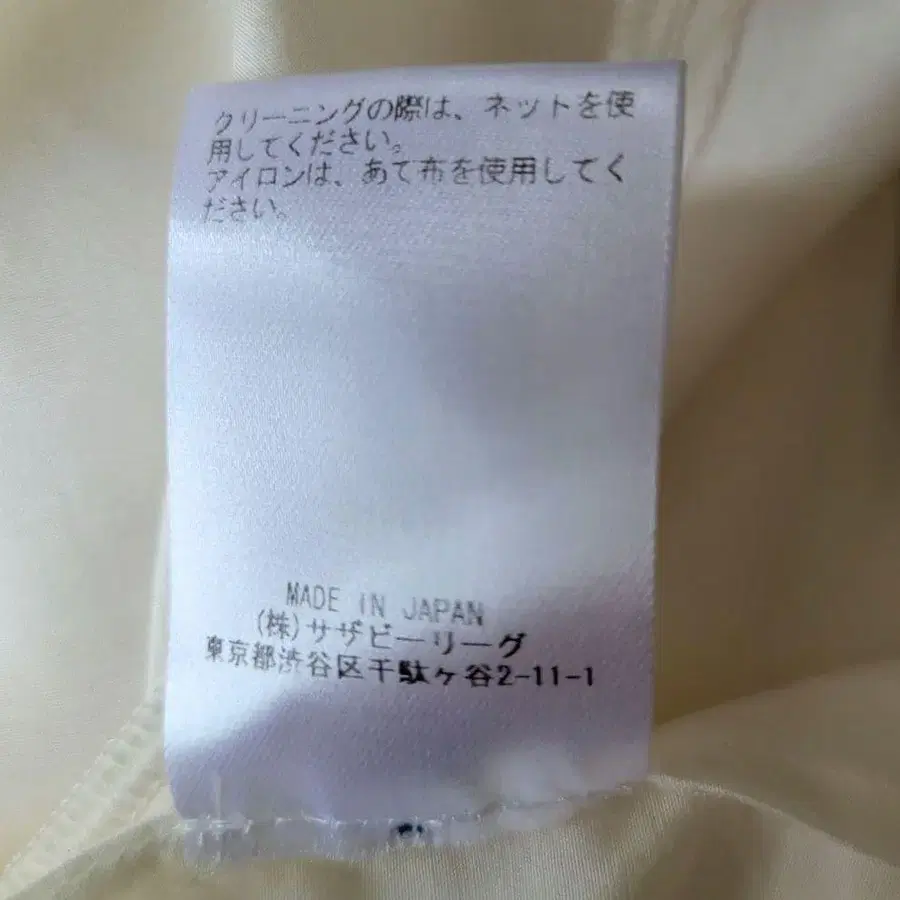 クリーニングの際は、ネットを使
用してください。
アイロンは、あて布を使用してく
ださい。
MADE IN JAPAN
(株)サザビーリーグ
東京都渋谷区千駄ヶ谷2-11-1